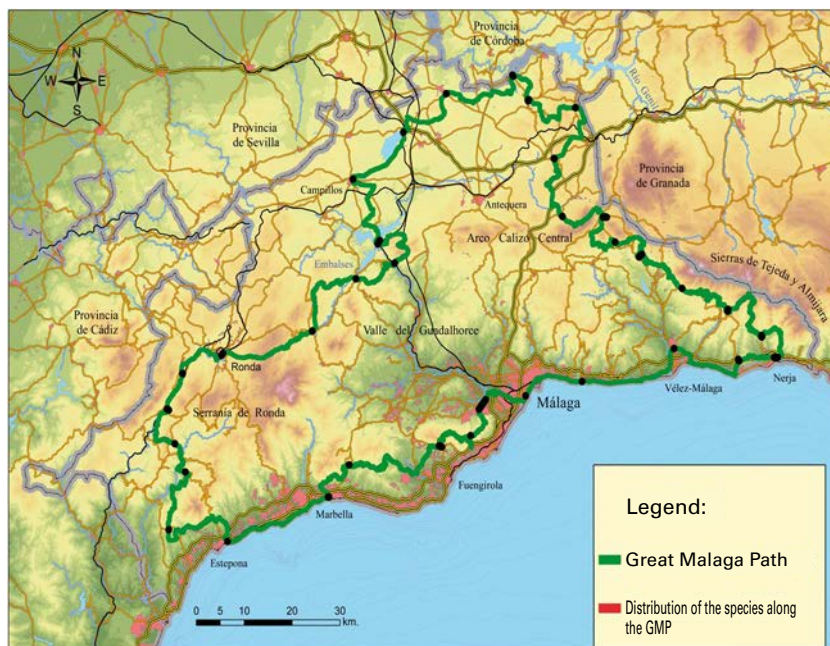 Provincia
de Córdoba
N
W E
S
Río Genil
Provincia
de Sevilla
Provincia
de Granada
Campillos
Antequera
Arco Calizo Central
Sierras de Tejeda y Almijara
Embalses
Provincia
de Cádiz
Valle del Guadalhorce
Ronda
Nerja
Vélez-Málaga
Málaga
Serranía de Ronda
Fuengirola
Marbella
Estepona
0 5 10 20 30
km.
Legend:
Great Malaga Path
Distribution of the species along
the GMP